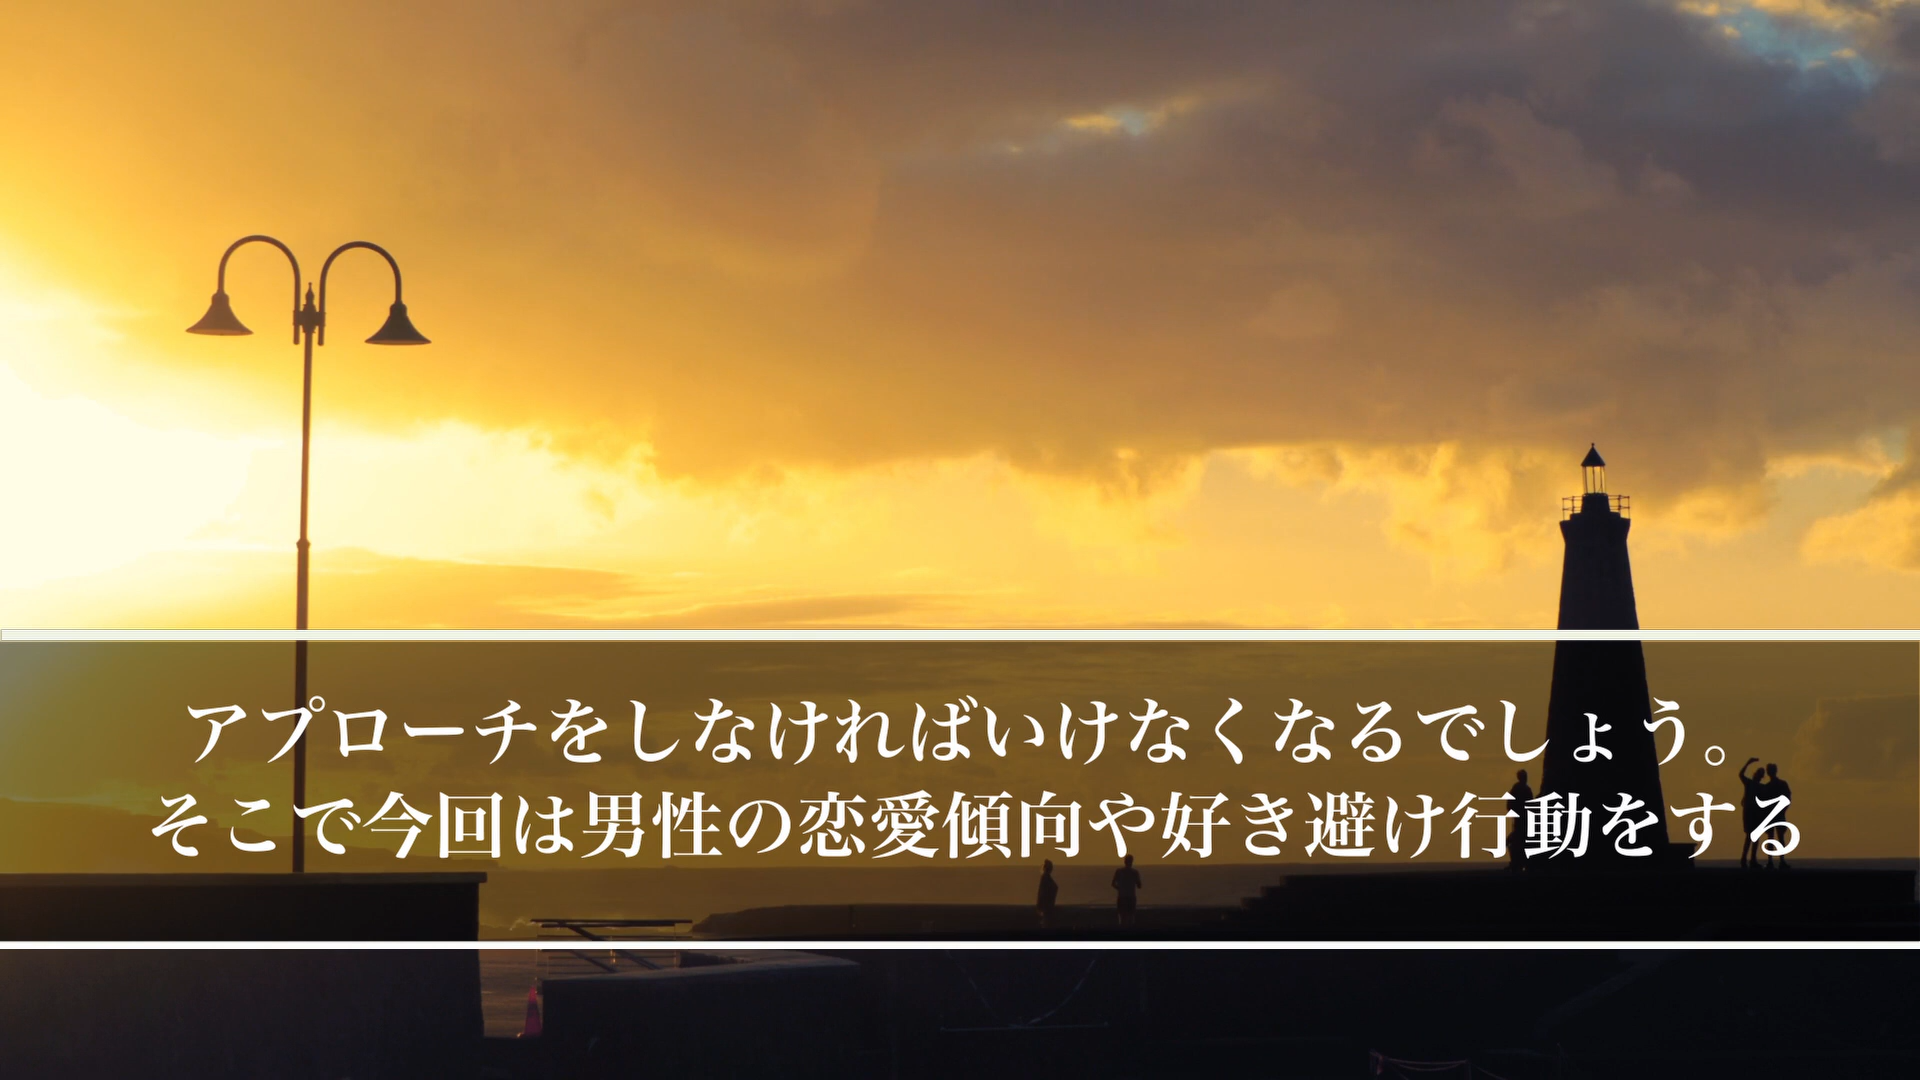 アプローチをしなければいけなくなるでしょう。
そこで今回は男性の恋愛傾向や好き避け行動をする